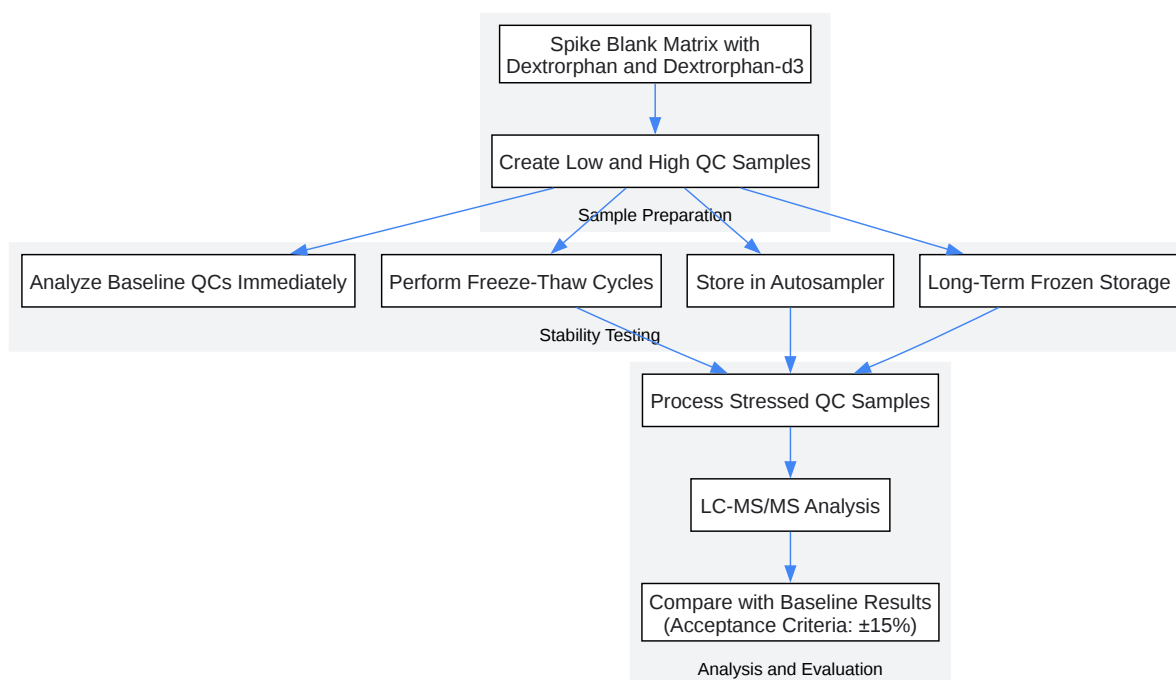 Spike Blank Matrix with
Dextrorphan and Dextrorphan-d3
Create Low and High QC Samples
Sample Preparation
Analyze Baseline QCs Immediately
Perform Freeze-Thaw Cycles
Store in Autosampler
Long-Term Frozen Storage
Stability Testing
Process Stressed QC Samples
LC-MS/MS Analysis
Compare with Baseline Results
(Acceptance Criteria: ±15%)
Analysis and Evaluation